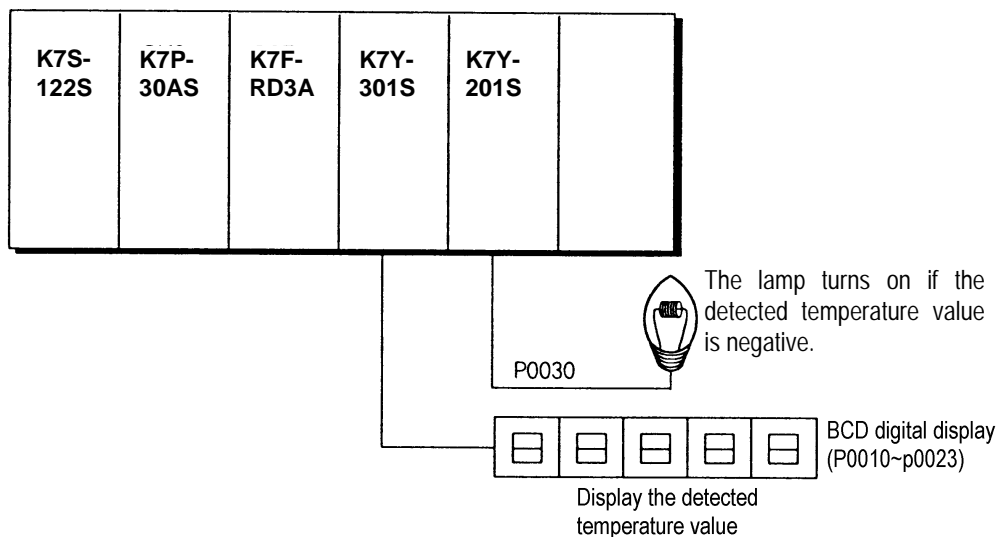 K7S-
122S
K7P-
30AS
K7F-
RD3A
K7Y-
301S
K7Y-
201S
The lamp turns on if the
detected temperature value
is negative.
P0030
BCD digital display
(P0010~p0023)
Display the detected
temperature value